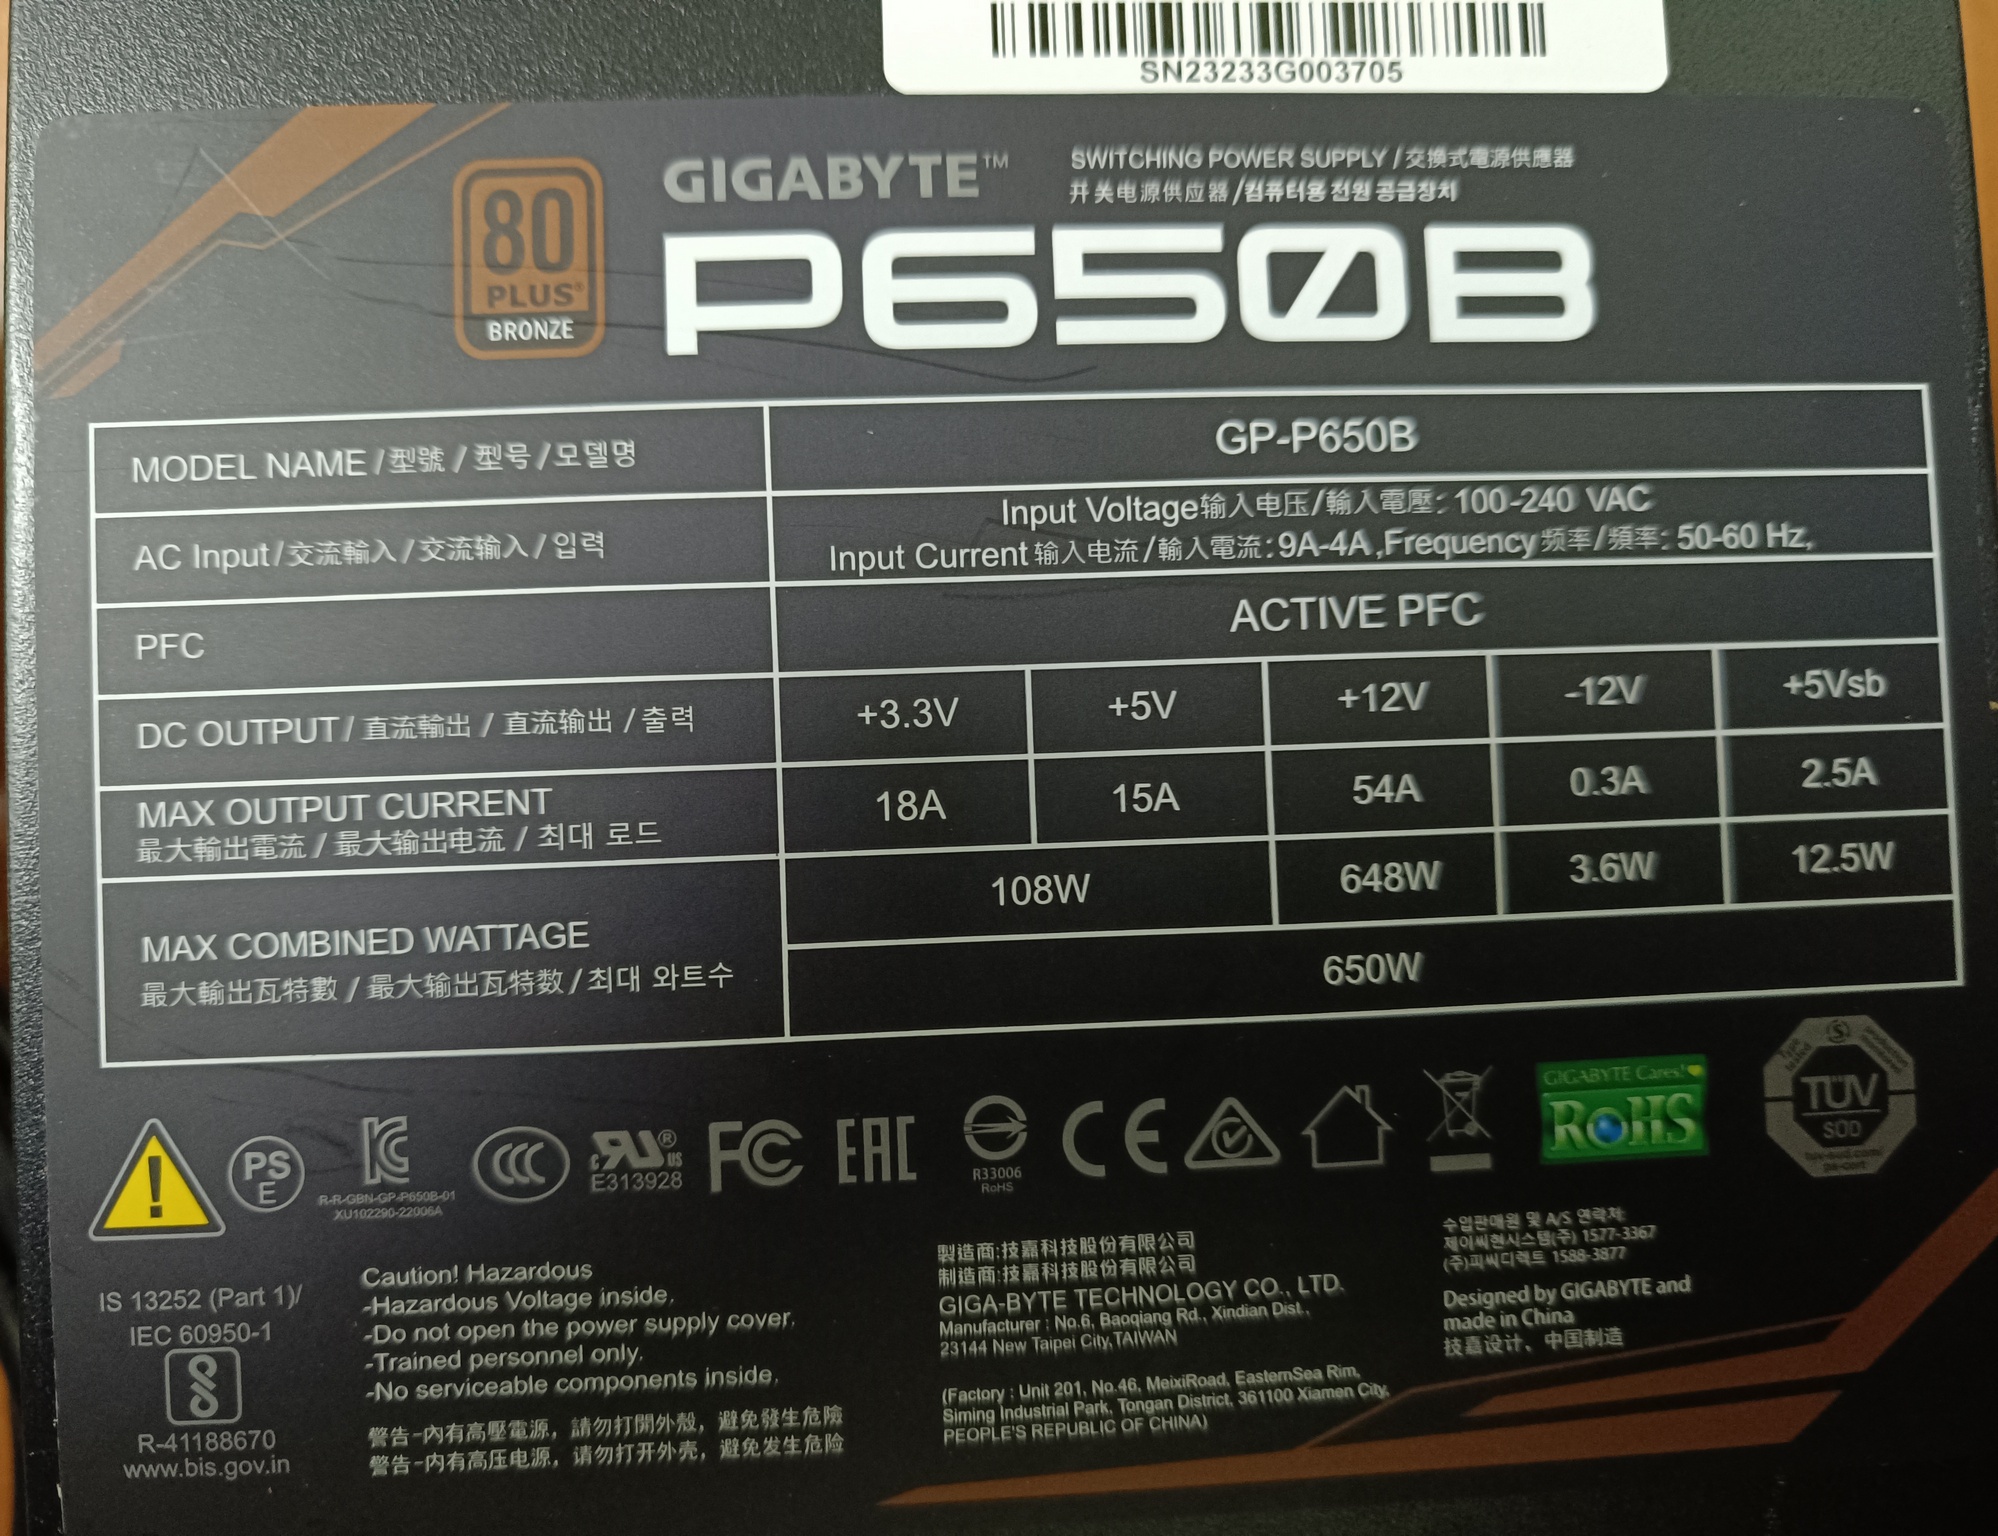 SN23233G003705
80
PLUS®
BRONZE
GIGABYTE™
SWITCHING POWER SUPPLY / 交換式電源供應器
开关电源供应器 / 컴퓨터용 전원 공급장치
P650B
MODEL NAME / 型號 / 型号 / 모델명
GP-P650B
AC Input / 交流輸入 / 交流输入 / 입력
Input Voltage输入电压/輸入電壓: 100-240 VAC
Input Current 输入电流/輸入電流: 9A-4A ,Frequency 频率/頻率: 50-60 Hz,
PFC
ACTIVE PFC
DC OUTPUT / 直流輸出 / 直流输出 / 출력
+3.3V +5V +12V -12V +5Vsb
MAX OUTPUT CURRENT
最大輸出電流 / 最大输出电流 / 최대 로드
18A 15A 54A 0.3A 2.5A
MAX COMBINED WATTAGE
最大輸出瓦特數 / 最大输出瓦特数 / 최대 와트수
108W 648W 3.6W 12.5W
650W
PS
E
R-R-GBN-GP-P650B-01
XU102290-22006A
CCC
c RU ® US
E313928
FC
EAC
R33006
RoHS
CE
GIGABYTE Cares!
RoHS
TÜV
SÜD
IS 13252 (Part 1)/
IEC 60950-1
R-41188670
www.bis.gov.in
Caution! Hazardous
-Hazardous Voltage inside.
-Do not open the power supply cover.
-Trained personnel only.
-No serviceable components inside.
警告-內有高壓電源，請勿打開外殼，避免發生危險
警告-内有高压电源，请勿打开外壳，避免发生危险
製造商:技嘉科技股份有限公司
制造商:技嘉科技股份有限公司
GIGA-BYTE TECHNOLOGY CO., LTD.
Manufacturer : No.6, Baoqiang Rd., Xindian Dist.,
23144 New Taipei City,TAIWAN
(Factory : Unit 201, No.46, MeixiRoad, EasternSea Rim,
Siming Industrial Park, Tongan District, 361100 Xiamen City,
PEOPLE'S REPUBLIC OF CHINA)
수입판매원 및 A/S 연락처
제이씨현시스템(주) 1577-3367
(주)피씨디렉트 1588-3877
Designed by GIGABYTE and
made in China
技嘉设计、中国制造